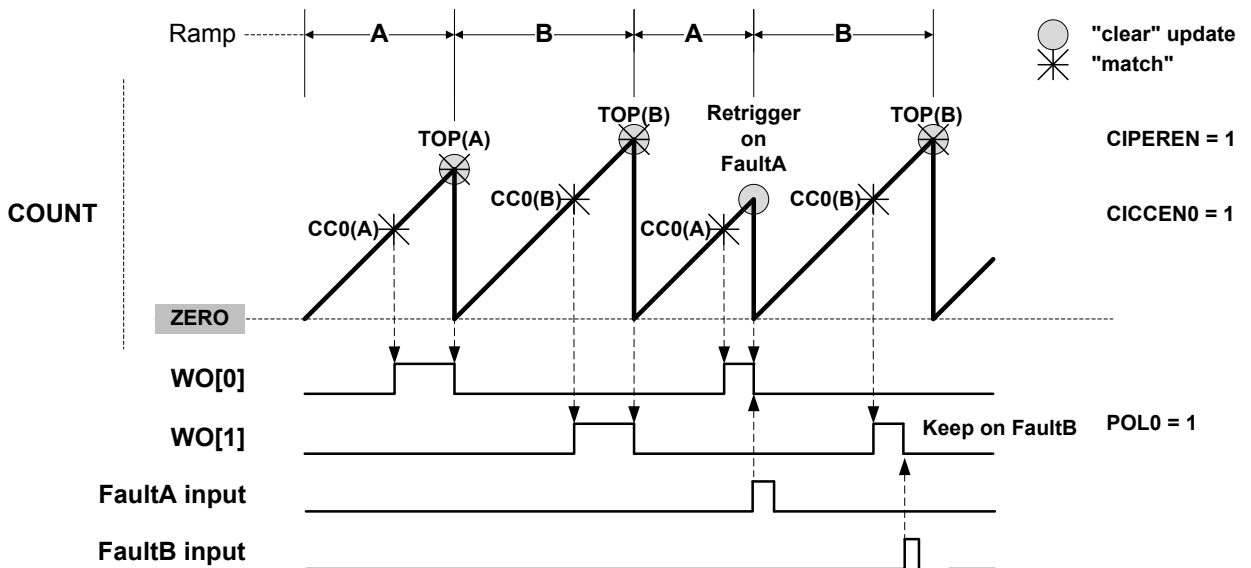 Ramp
A
B
A
B
"clear" update
"match"
TOP(A)
TOP(B)
Retrigger
on
FaultA
TOP(B)
CIPEREN = 1
COUNT
CC0(A)
CC0(B)
CC0(A)
CC0(B)
CICCEN0 = 1
ZERO
WO[0]
WO[1]
Keep on FaultB
POL0 = 1
FaultA input
FaultB input